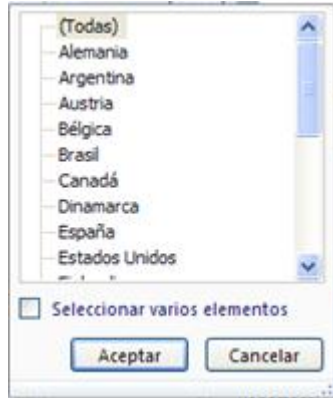 (Todas)
Alemania
Argentina
Austria
Bélgica
Brasil
Canadá
Dinamarca
España
Estados Unidos
Seleccionar varios elementos
Aceptar
Cancelar